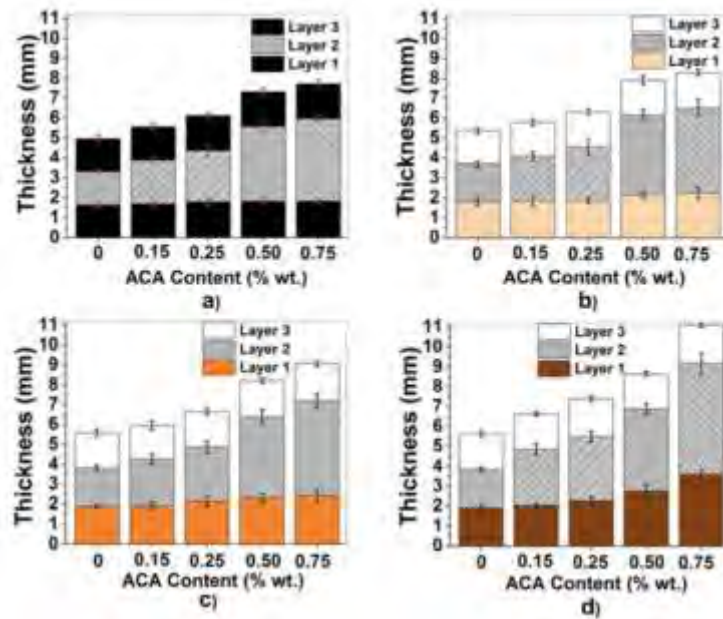 Thickness (mm)
11
10
9
8
7
6
5
4
3
2
1
0
Layer 3
Layer 2
Layer 1
0 0.15 0.25 0.50 0.75
ACA Content (% wt.)
a)
Thickness (mm)
11
10
9
8
7
6
5
4
3
2
1
0
Layer 3
Layer 2
Layer 1
0 0.15 0.25 0.50 0.75
ACA Content (% wt.)
b)
Thickness (mm)
11
10
9
8
7
6
5
4
3
2
1
0
Layer 3
Layer 2
Layer 1
0 0.15 0.25 0.50 0.75
ACA Content (% wt.)
c)
Thickness (mm)
11
10
9
8
7
6
5
4
3
2
1
0
Layer 3
Layer 2
Layer 1
0 0.15 0.25 0.50 0.75
ACA Content (% wt.)
d)